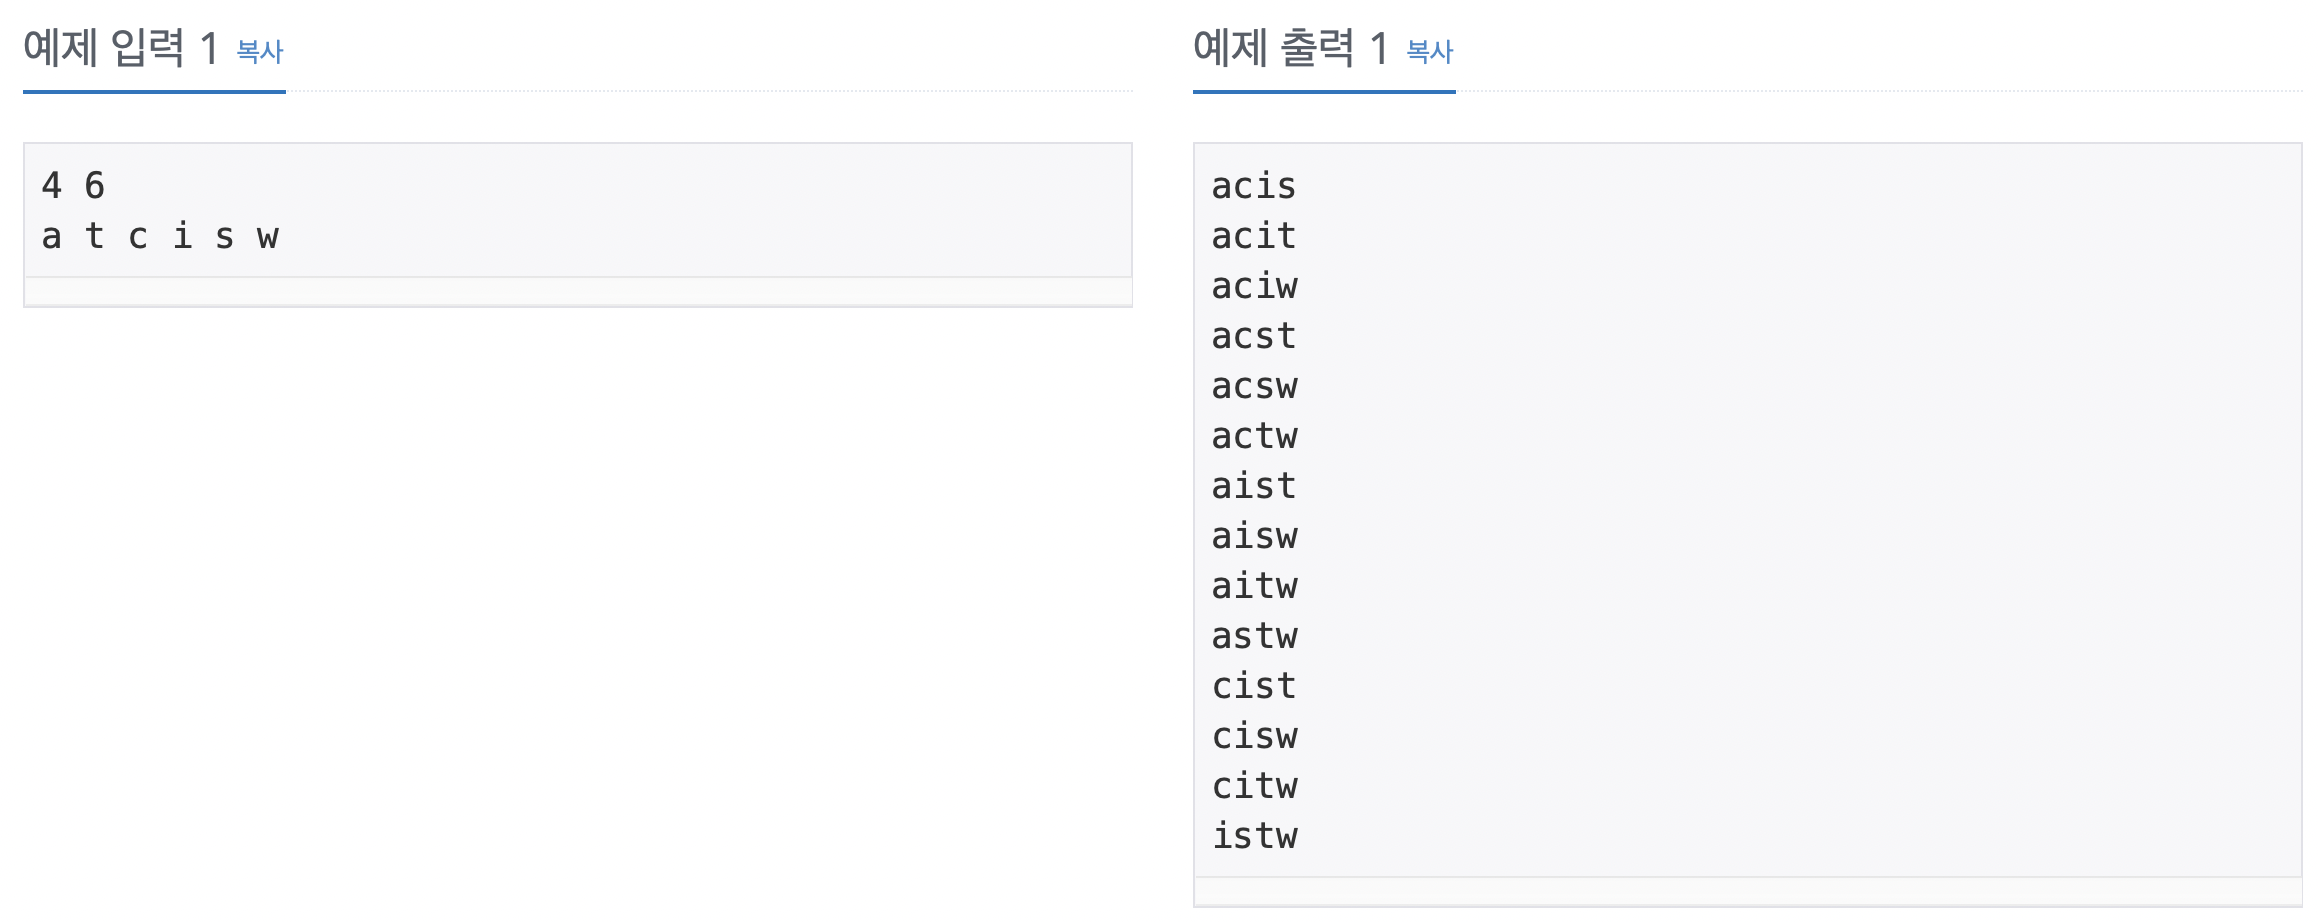 예제 입력 1 복사
4 6
a t c i s w
예제 출력 1 복사
acis
acit
aciw
acst
acsw
actw
aist
aisw
aitw
astw
cist
cisw
citw
istw